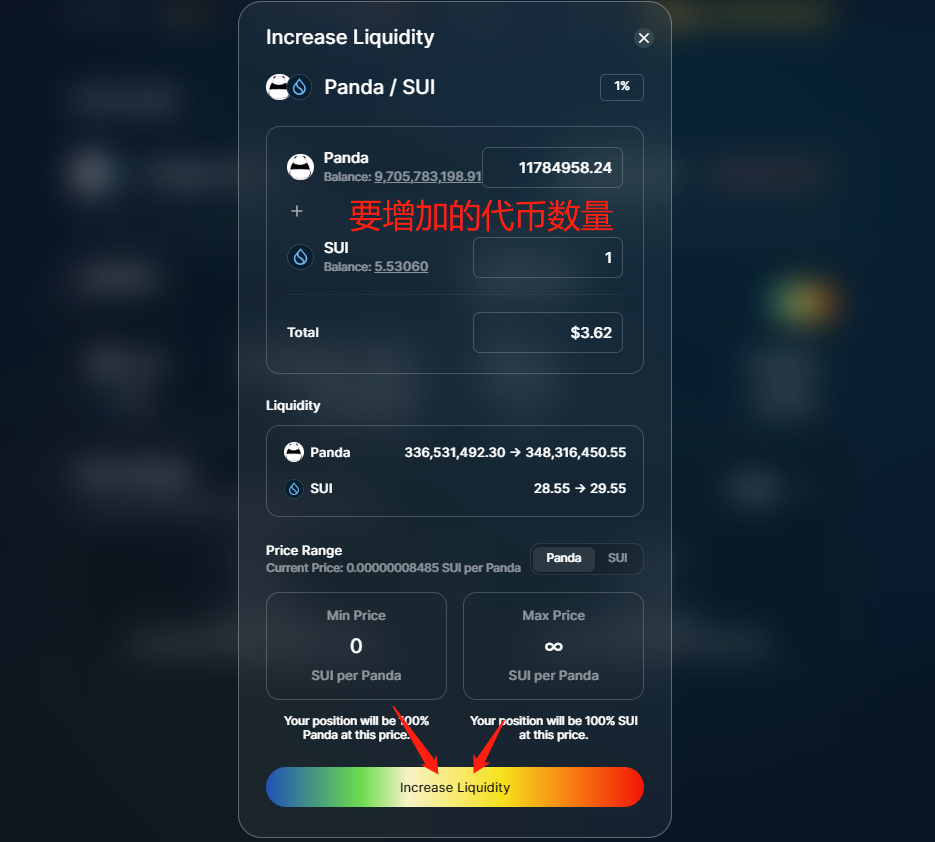 Increase Liquidity
Panda / SUI
1%
Panda
Balance: 9,705,783,198.91
11784958.24
+
要增加的代币数量
SUI
Balance: 5.53060
1
Total
$3.62
Liquidity
Panda
336,531,492.30 → 348,316,450.55
SUI
28.55 → 29.55
Price Range
Current Price: 0.00000008485 SUI per Panda
Panda
SUI
Min Price
0
SUI per Panda
Max Price
∞
SUI per Panda
Your position will be 100%
Panda at this price.
Your position will be 100% SUI
at this price.
Increase Liquidity